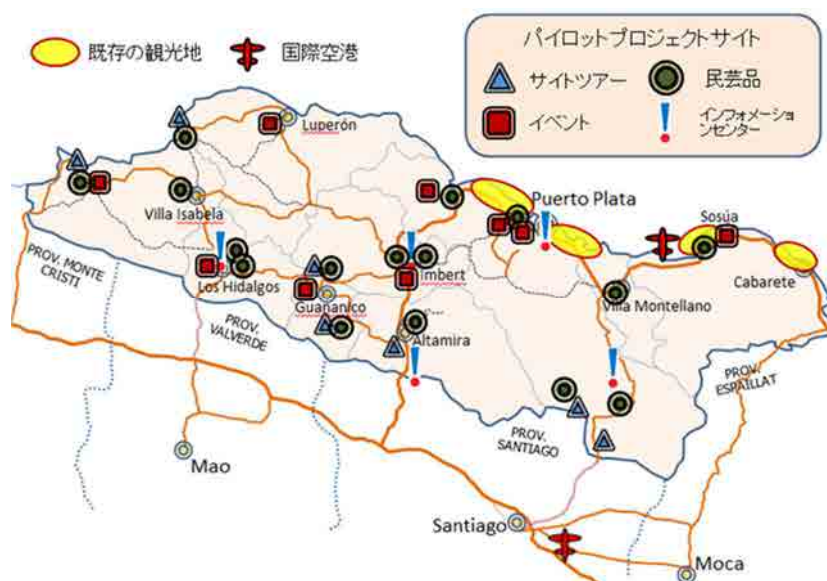 既存の観光地
国際空港
パイロットプロジェクトサイト
サイトツアー
民芸品
イベント
インフォメーショ
ンセンター
Luperón
Villa Isabela
Puerto Plata
Sosúa
PROV. MONTE
CRISTI
Los Hidalgos
Imbert
Cabarete
Guananico
Villa Montellano
PROV.
VALVERDE
Altamira
PROV.
ESPAILLAT
PROV.
SANTIAGO
Mao
Santiago
Moca